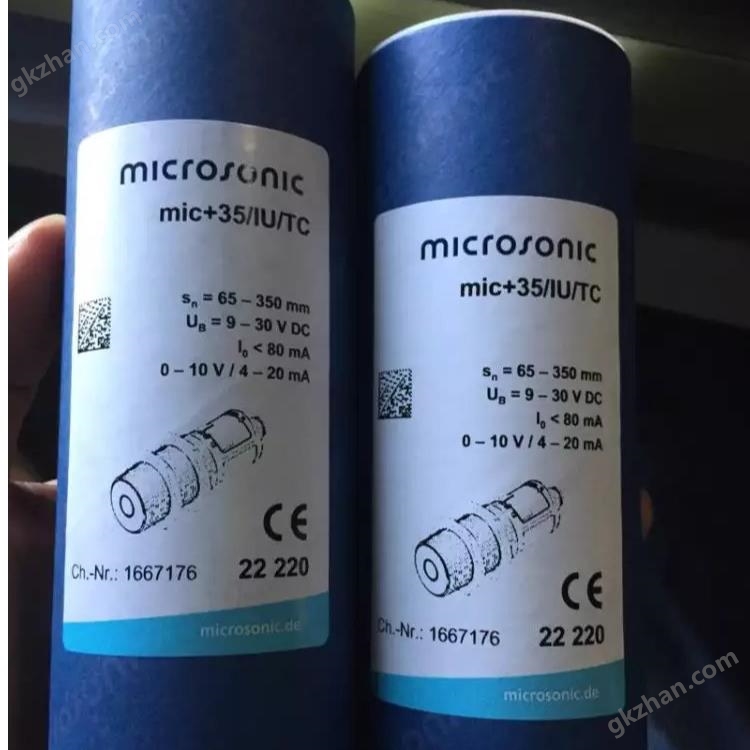 gkzhan.com
microsonic
mic+35/IU/TC
sn = 65 – 350 mm
UB = 9 – 30 V DC
I0 < 80 mA
0 – 10 V / 4 – 20 mA
CE
Ch.-Nr.: 1667176 22 220
microsonic.de
microsonic
mic+35/IU/TC
sn = 65 – 350 mm
UB = 9 – 30 V DC
I0 < 80 mA
0 – 10 V / 4 – 20 mA
CE
Ch.-Nr.: 1667176 22 220
microsonic.de
gkzhan.com